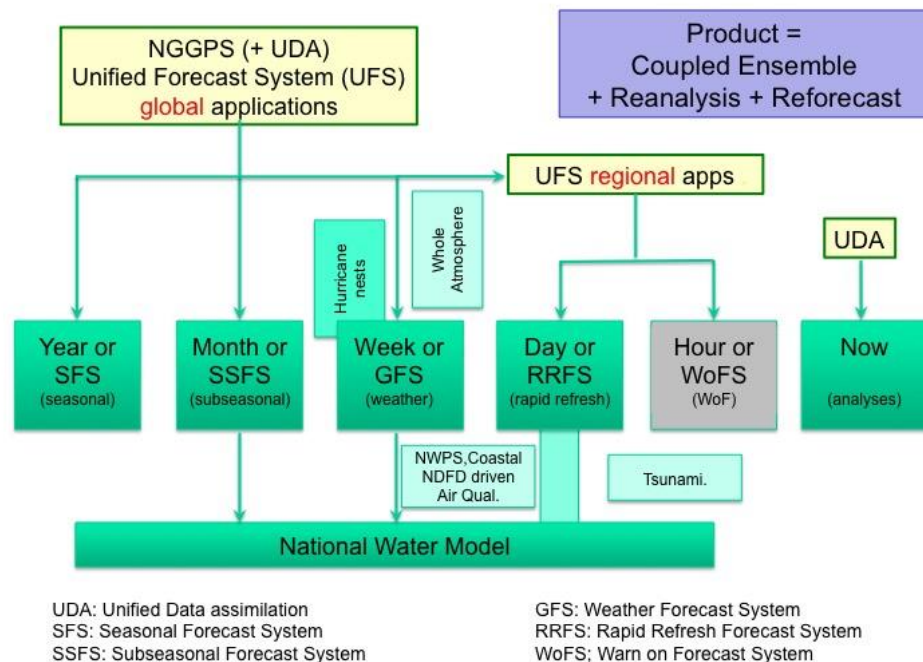 NGGPS (+ UDA)
Unified Forecast System (UFS)
global applications
Product =
Coupled Ensemble
+ Reanalysis + Reforecast
UFS regional apps
UDA
Hurricane
nests
Whole
Atmosphere
Year or
SFS
(seasonal)
Month or
SSFS
(subseasonal)
Week or
GFS
(weather)
Day or
RRFS
(rapid refresh)
Hour or
WoFS
(WoF)
Now
(analyses)
NWPS,Coastal
NDFD driven
Air Qual.
Tsunami.
National Water Model
UDA: Unified Data assimilation
SFS: Seasonal Forecast System
SSFS: Subseasonal Forecast System
GFS: Weather Forecast System
RRFS: Rapid Refresh Forecast System
WoFS; Warn on Forecast System